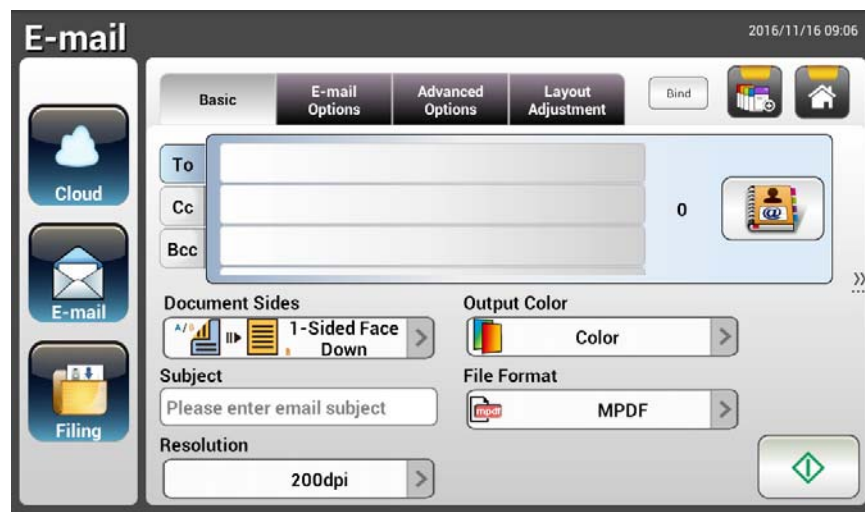 E-mail
2016/11/16 09:06
Basic
E-mail
Options
Advanced
Options
Layout
Adjustment
Bind
Cloud
E-mail
Filing
To
Cc
Bcc
0
@
Document Sides
A/B
1-Sided Face
Down
Output Color
Color
Subject
Please enter email subject
File Format
mpdf
MPDF
Resolution
200dpi